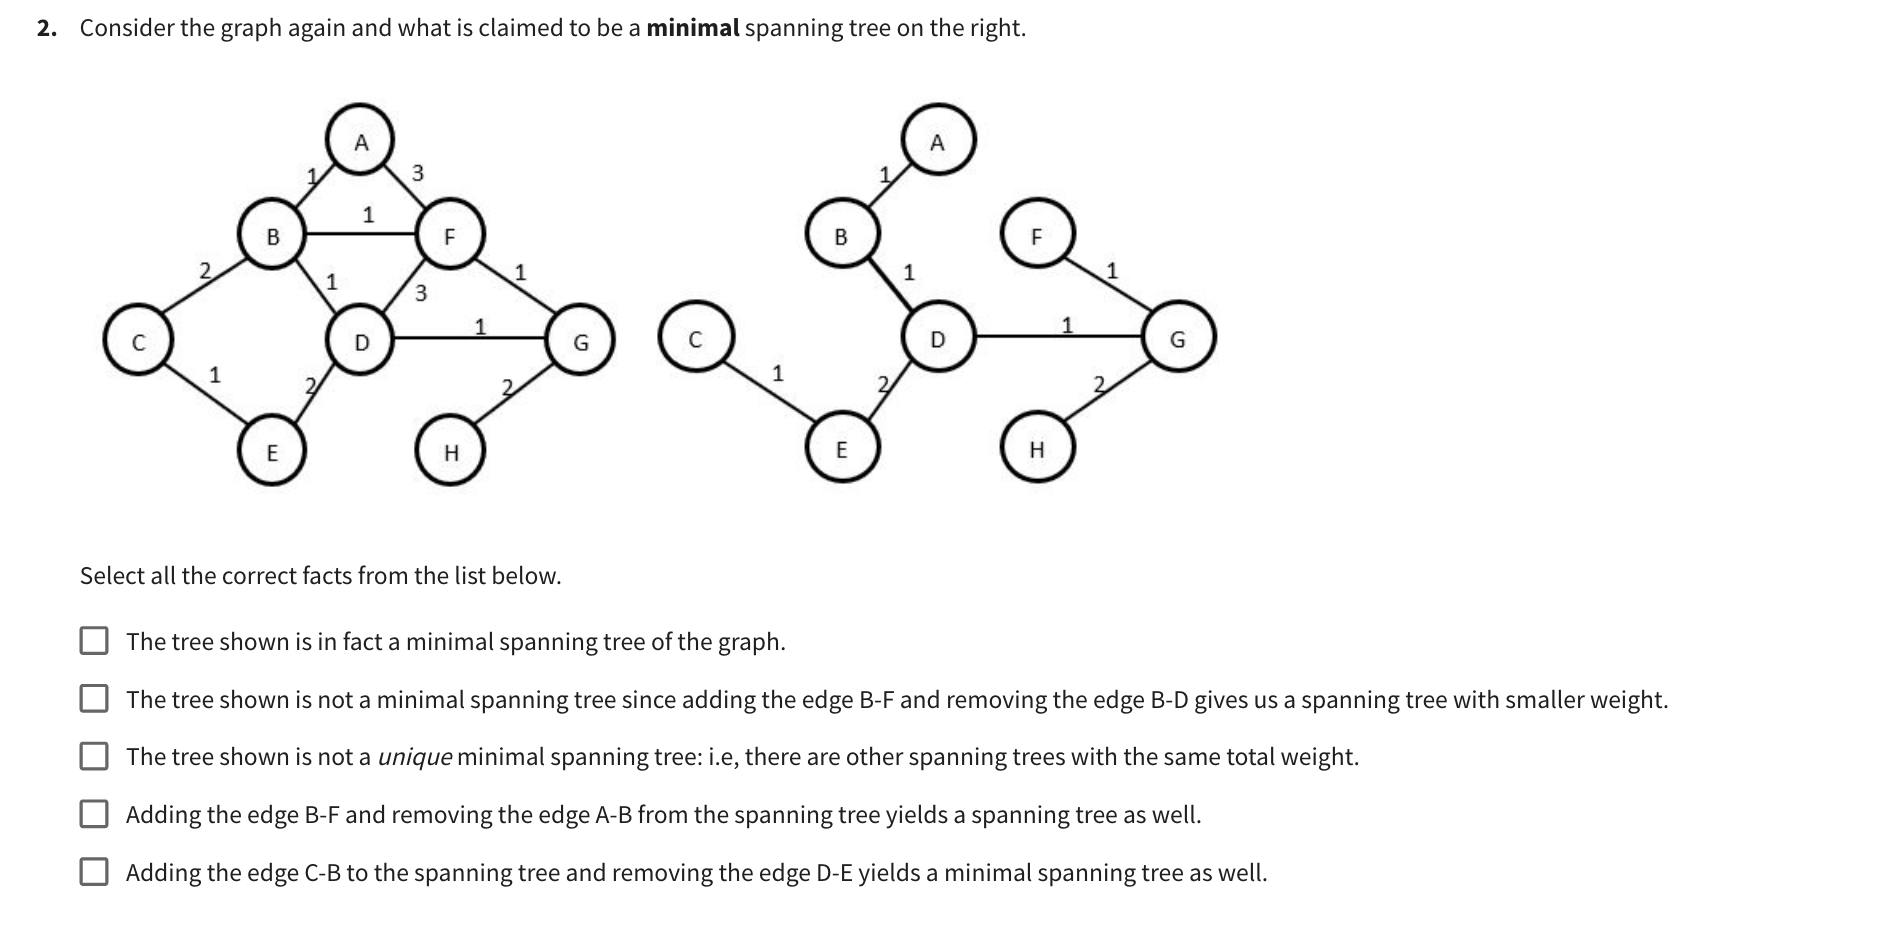 2. Consider the graph again and what is claimed to be a minimal spanning tree on the right.
A
A
1
3
1
1
B
F
B
F
2
1
3
1
1
1
C
D
1
G
C
D
1
G
1
2
2
1
2
2
E
H
E
H
Select all the correct facts from the list below.
The tree shown is in fact a minimal spanning tree of the graph.
The tree shown is not a minimal spanning tree since adding the edge B-F and removing the edge B-D gives us a spanning tree with smaller weight.
The tree shown is not a unique minimal spanning tree: i.e, there are other spanning trees with the same total weight.
Adding the edge B-F and removing the edge A-B from the spanning tree yields a spanning tree as well.
Adding the edge C-B to the spanning tree and removing the edge D-E yields a minimal spanning tree as well.